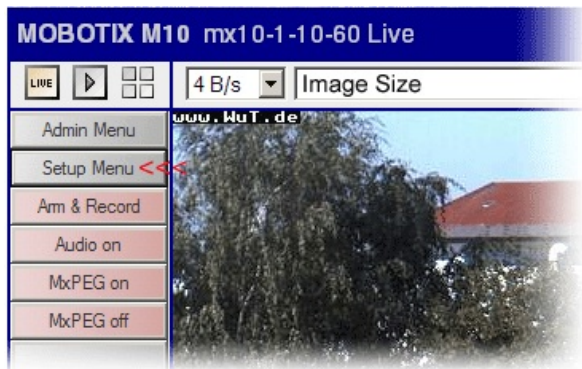 MOBOTIX M10 mx10-1-10-60 Live
LIVE
4 B/s
Image Size
Admin Menu
www.WuT.de
Setup Menu <<<
Arm & Record
Audio on
MxPEG on
MxPEG off